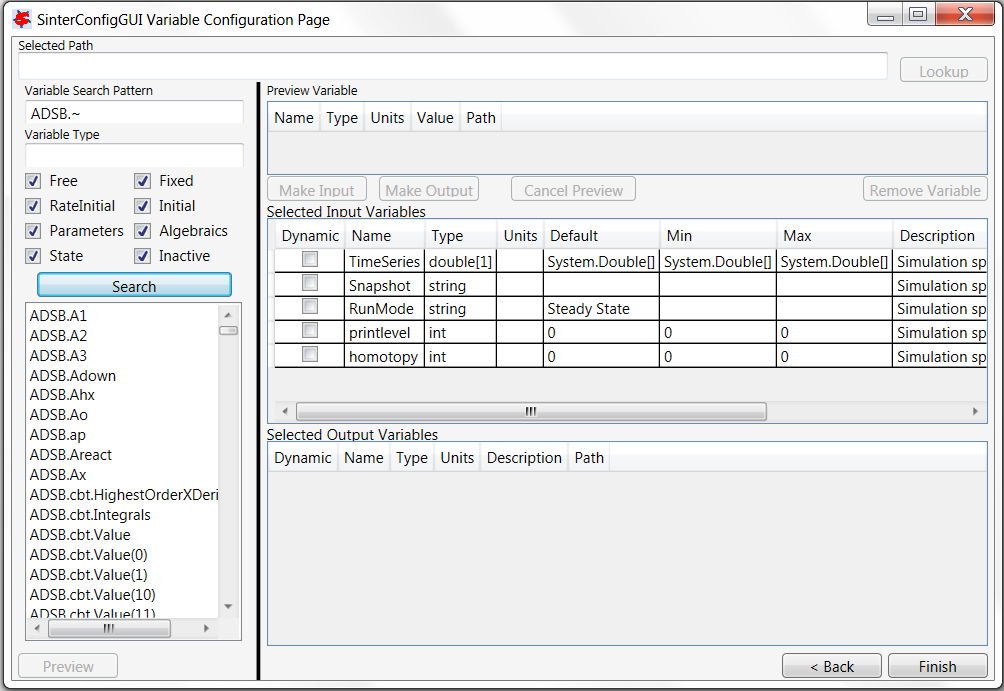 SinterConfigGUI Variable Configuration Page
Selected Path
Lookup
Variable Search Pattern
ADSB.~
Variable Type
Free Fixed
RateInitial Initial
Parameters Algebraics
State Inactive
Search
ADSB.A1
ADSB.A2
ADSB.A3
ADSB.Adown
ADSB.Ahx
ADSB.Ao
ADSB.ap
ADSB.Areact
ADSB.Ax
ADSB.cbt.HighestOrderXDeri
ADSB.cbt.Integrals
ADSB.cbt.Value
ADSB.cbt.Value(0)
ADSB.cbt.Value(1)
ADSB.cbt.Value(10)
ADSB.cbt.Value(11)
Preview
Preview Variable
Name Type Units Value Path
Make Input Make Output Cancel Preview Remove Variable
Selected Input Variables
Dynamic Name Type Units Default Min Max Description
TimeSeries double[1] System.Double[] System.Double[] System.Double[] Simulation sp
Snapshot string Simulation sp
RunMode string Steady State Simulation sp
printlevel int 0 0 0 Simulation sp
homotopy int 0 0 0 Simulation sp
Selected Output Variables
Dynamic Name Type Units Description Path
< Back Finish